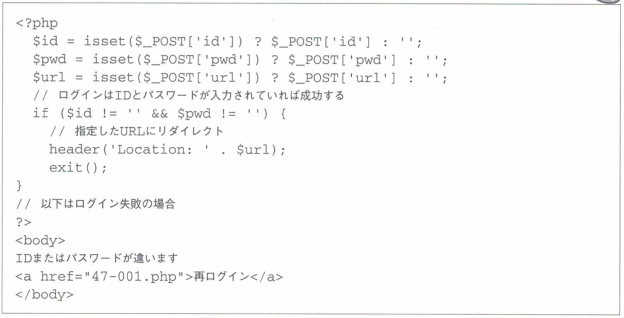 <?php
  $id = isset($_POST['id']) ? $_POST['id'] : '';
  $pwd = isset($_POST['pwd']) ? $_POST['pwd'] : '';
  $url = isset($_POST['url']) ? $_POST['url'] : '';
  // ログインはIDとパスワードが入力されていれば成功する
  if ($id != '' && $pwd != '') {
    // 指定したURLにリダイレクト
    header('Location: ' . $url);
    exit();
}
// 以下はログイン失敗の場合
?>
<body>
IDまたはパスワードが違います
<a href="47-001.php">再ログイン</a>
</body>